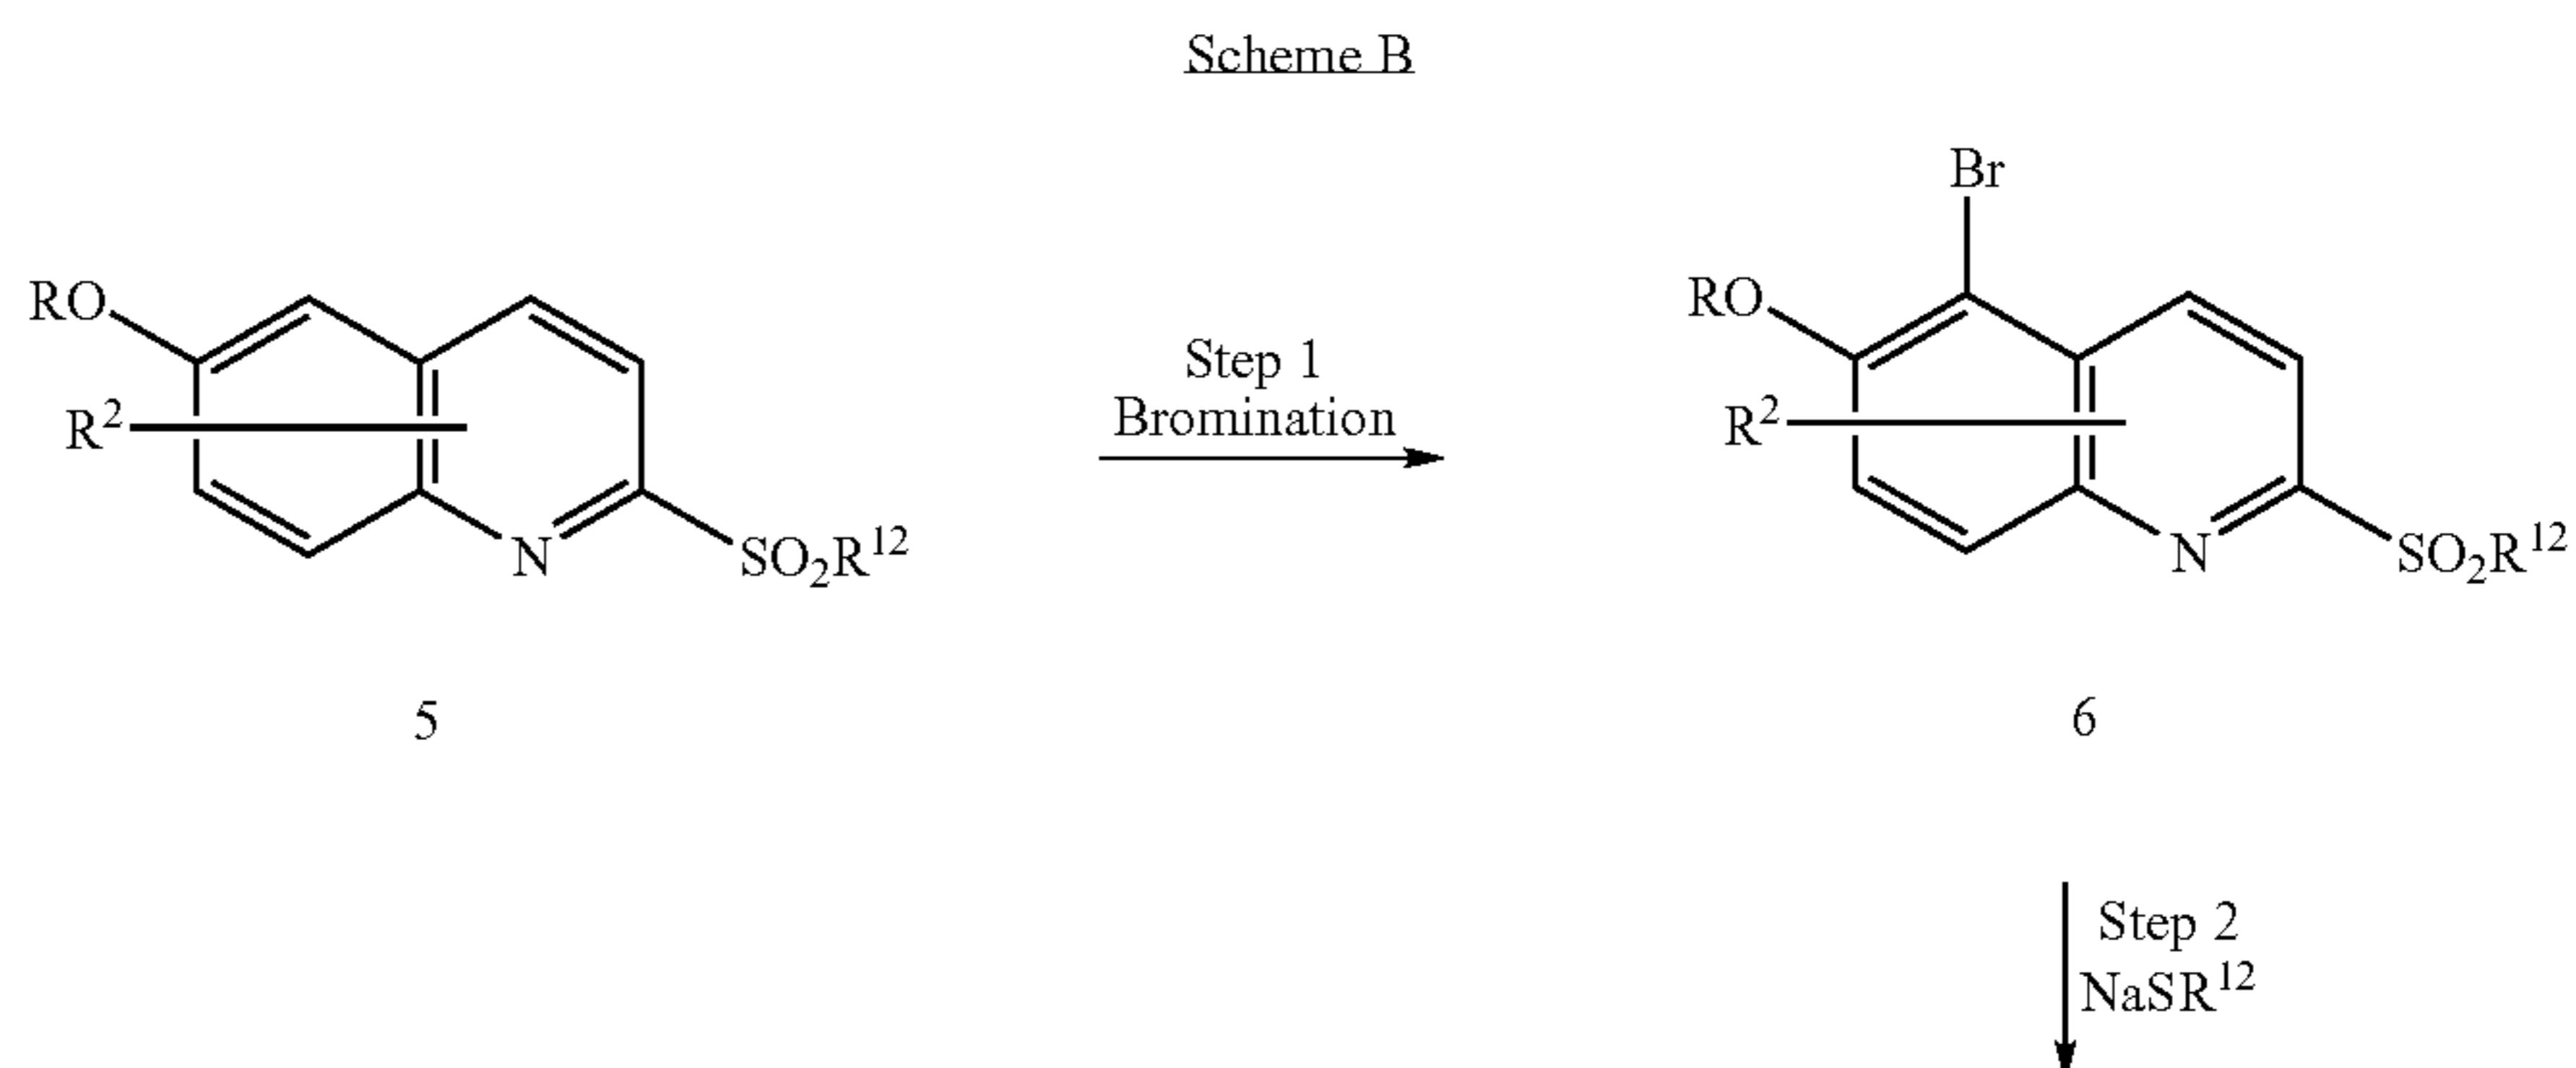 Scheme B
Br
RO
RO
Step 1
R²
Bromination
R²
N
SO₂R¹²
N
SO₂R¹²
5
6
Step 2
NaSR¹²